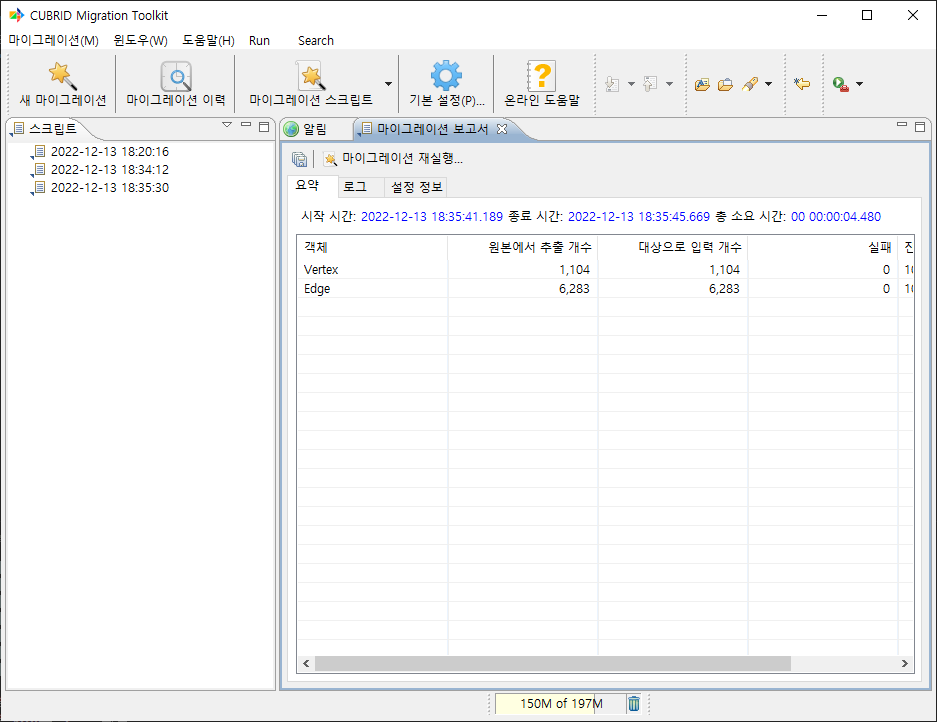 CUBRID Migration Toolkit
마이그레이션(M) 윈도우(W) 도움말(H) Run Search
새 마이그레이션 마이그레이션 이력 마이그레이션 스크립트 기본 설정(P)... 온라인 도움말
스크립트
2022-12-13 18:20:16
2022-12-13 18:34:12
2022-12-13 18:35:30
알림 마이그레이션 보고서
마이그레이션 재실행...
요약 로그 설정 정보
시작 시간: 2022-12-13 18:35:41.189 종료 시간: 2022-12-13 18:35:45.669 총 소요 시간: 00 00:00:04.480
객체 원본에서 추출 개수 대상으로 입력 개수 실패
Vertex 1,104 1,104 0
Edge 6,283 6,283 0
150M of 197M